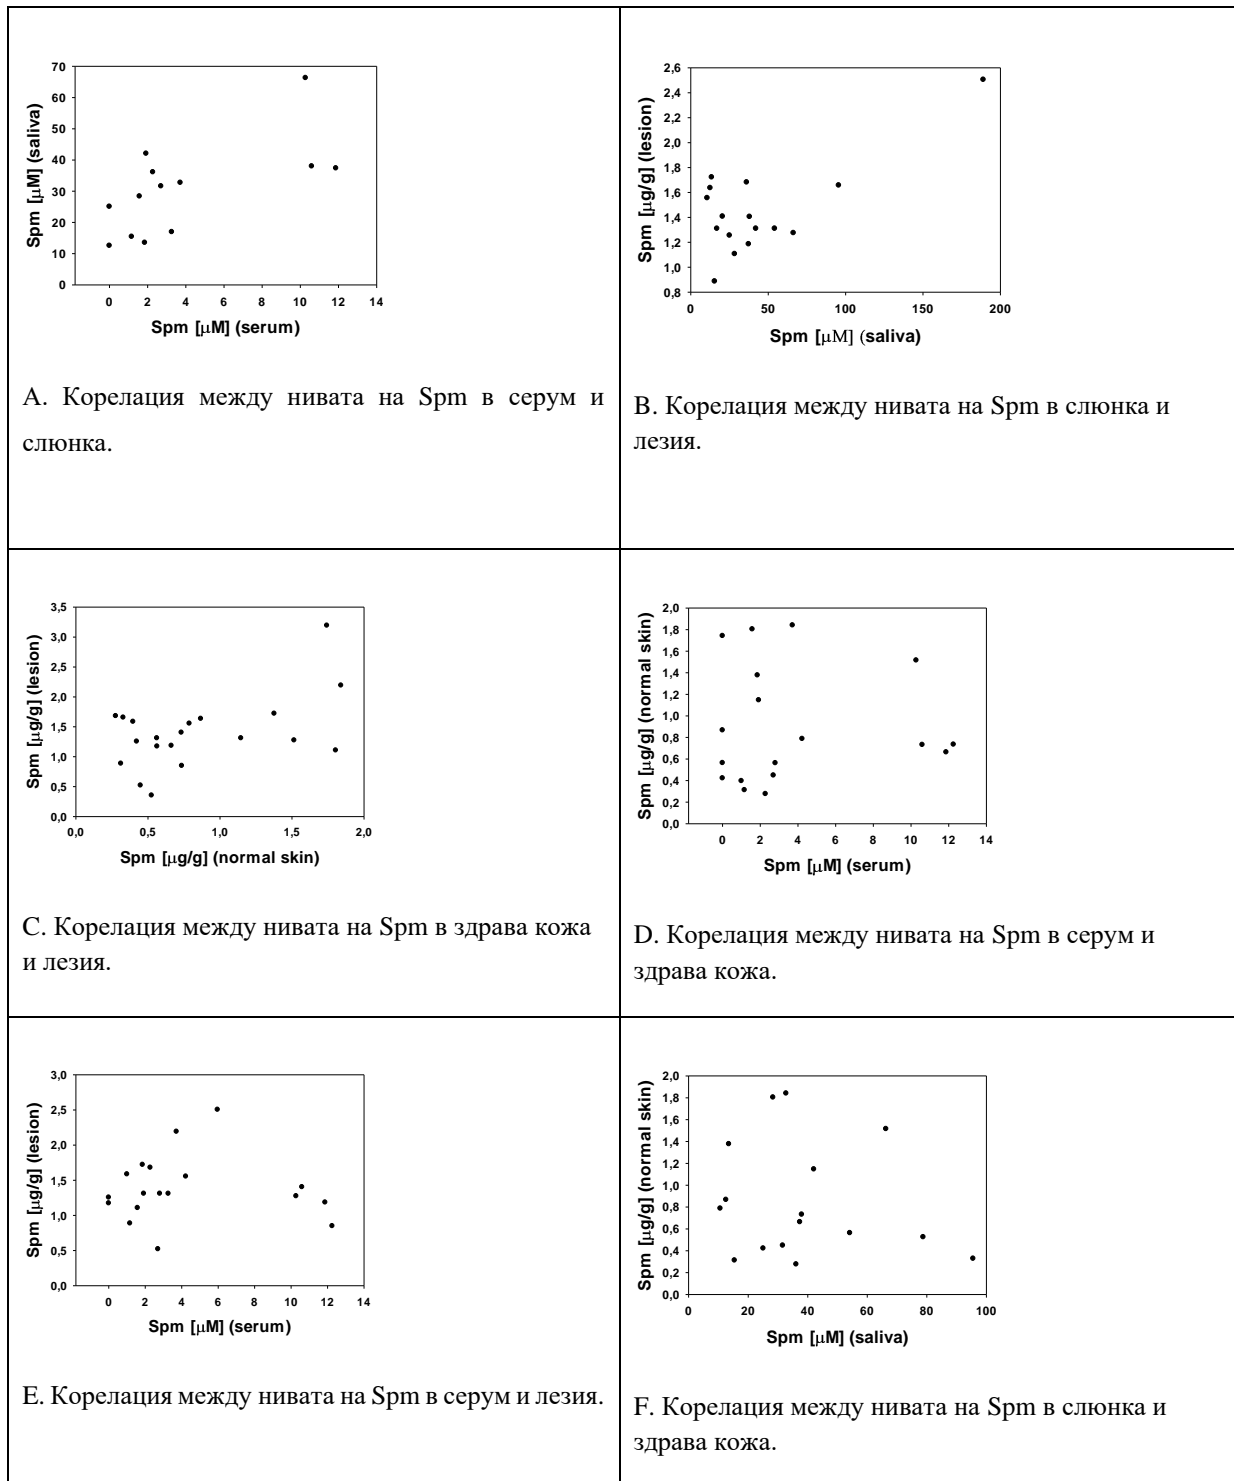 70
60
50
40
30
20
10
0
Spm [µM] (saliva)
0 2 4 6 8 10 12 14
Spm [µM] (serum)
A. Корелация между нивата на Spm в серум и
слюнка.
2,6
2,4
2,2
2,0
1,8
1,6
1,4
1,2
1,0
0,8
Spm [µg/g] (lesion)
0 50 100 150 200
Spm [µM] (saliva)
B. Корелация между нивата на Spm в слюнка и
лезия.
3,5
3,0
2,5
2,0
1,5
1,0
0,5
0,0
Spm [µg/g] (lesion)
0,0 0,5 1,0 1,5 2,0
Spm [µg/g] (normal skin)
C. Корелация между нивата на Spm в здрава кожа
и лезия.
2,0
1,8
1,6
1,4
1,2
1,0
0,8
0,6
0,4
0,2
0,0
Spm [µg/g] (normal skin)
0 2 4 6 8 10 12 14
Spm [µM] (serum)
D. Корелация между нивата на Spm в серум и
здрава кожа.
3,0
2,5
2,0
1,5
1,0
0,5
0,0
Spm [µg/g] (lesion)
0 2 4 6 8 10 12 14
Spm [µM] (serum)
E. Корелация между нивата на Spm в серум и лезия.
2,0
1,8
1,6
1,4
1,2
1,0
0,8
0,6
0,4
0,2
0,0
Spm [µg/g] (normal skin)
0 20 40 60 80 100
Spm [µM] (saliva)
F. Корелация между нивата на Spm в слюнка и
здрава кожа.